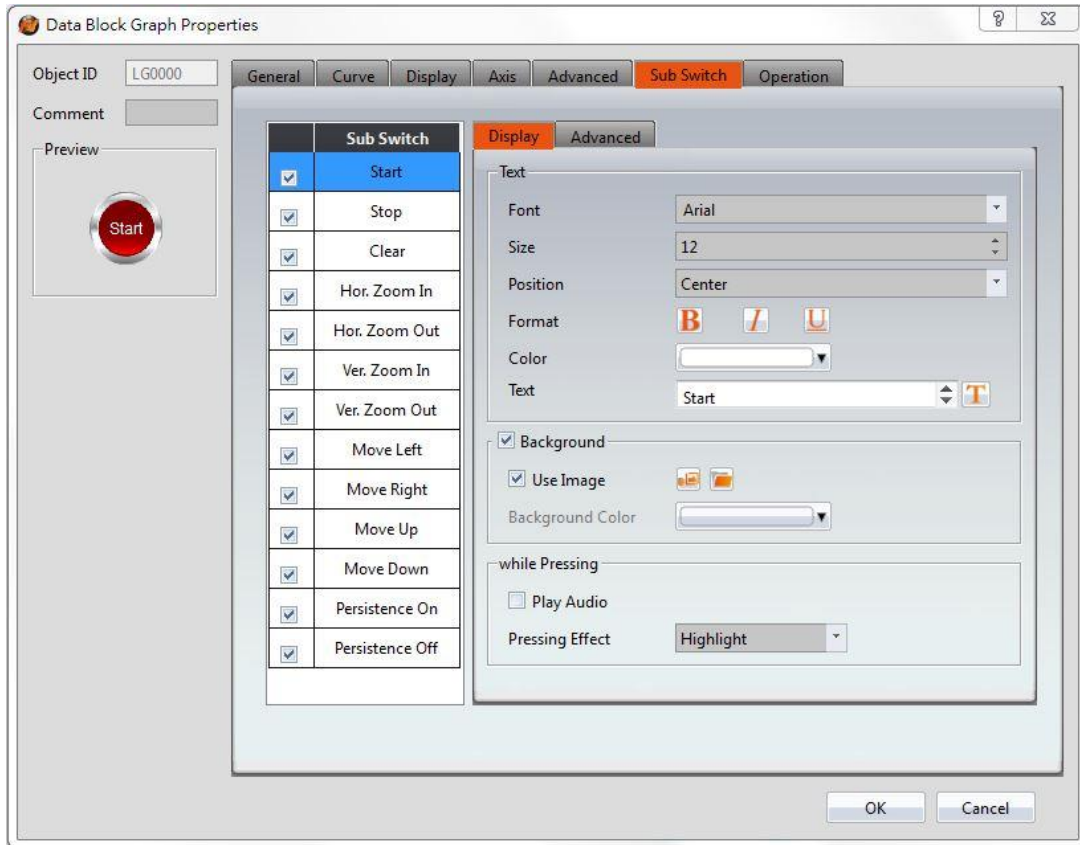 Data Block Graph Properties
Object ID LG0000
Comment
Preview
Start
General Curve Display Axis Advanced Sub Switch Operation
Sub Switch
Start
Stop
Clear
Hor. Zoom In
Hor. Zoom Out
Ver. Zoom In
Ver. Zoom Out
Move Left
Move Right
Move Up
Move Down
Persistence On
Persistence Off
Display Advanced
Text
Font Arial
Size 12
Position Center
Format B I U
Color
Text Start T
Background
Use Image
Background Color
while Pressing
Play Audio
Pressing Effect Highlight
OK Cancel